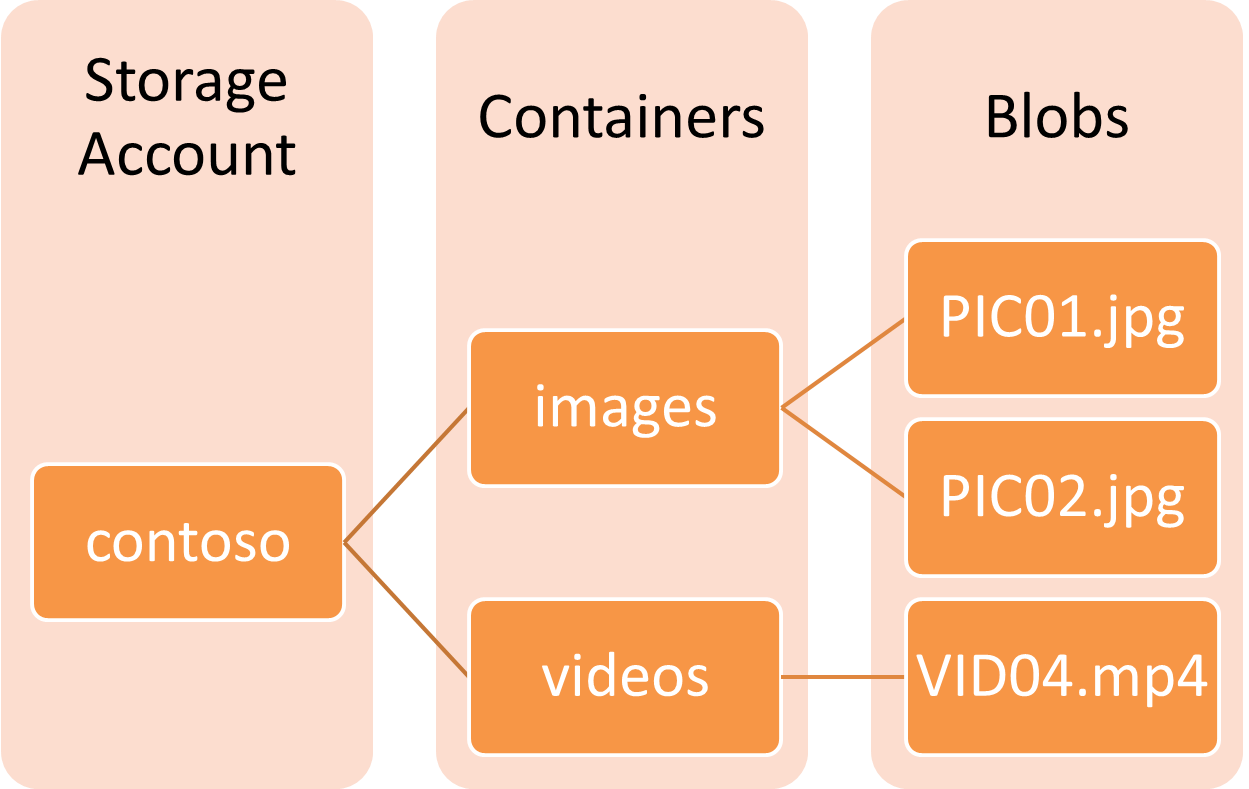 Storage
Account
Containers
Blobs
contoso
images
videos
PIC01.jpg
PIC02.jpg
VID04.mp4